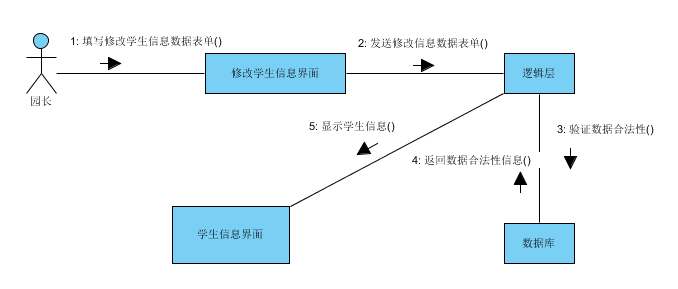 1: 填写修改学生信息数据表单()
2: 发送修改信息数据表单()
园长
修改学生信息界面
逻辑层
5: 显示学生信息()
3: 验证数据合法性()
4: 返回数据合法性信息()
学生信息界面
数据库